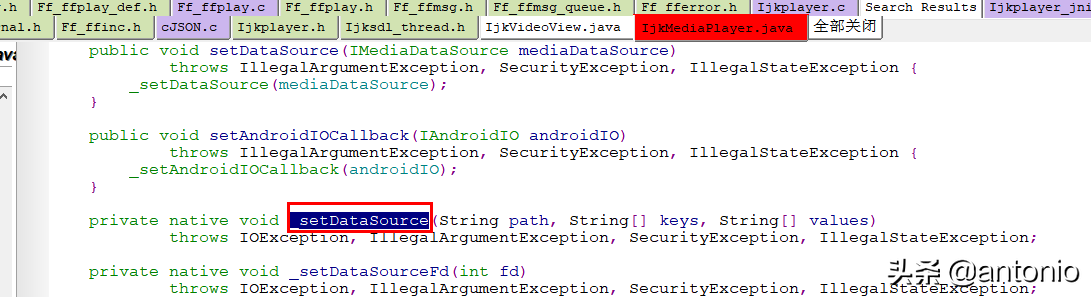 Ff_ffplay_def.h Ff_ffplay.c Ff_ffplay.h Ff_ffmsg.h Ff_ffmsg_queue.h Ff_fferror.h Ijkplayer.c Search Results Ijkplayer_jni
nal.h Ff_ffinc.h cJSON.c Ijkplayer.h Ijksdl_thread.h IjkVideoView.java IjkMediaPlayer.java 全部关闭
public void setDataSource(IMediaDataSource mediaDataSource)
throws IllegalArgumentException, SecurityException, IllegalStateException {
_setDataSource(mediaDataSource);
}
public void setAndroidIOCallback(IAndroidIO androidIO)
throws IllegalArgumentException, SecurityException, IllegalStateException {
_setAndroidIOCallback(androidIO);
}
private native void _setDataSource(String path, String[] keys, String[] values)
throws IOException, IllegalArgumentException, SecurityException, IllegalStateException;
private native void _setDataSourceFd(int fd)
throws IOException, IllegalArgumentException, SecurityException, IllegalStateException;
头条 @antonio